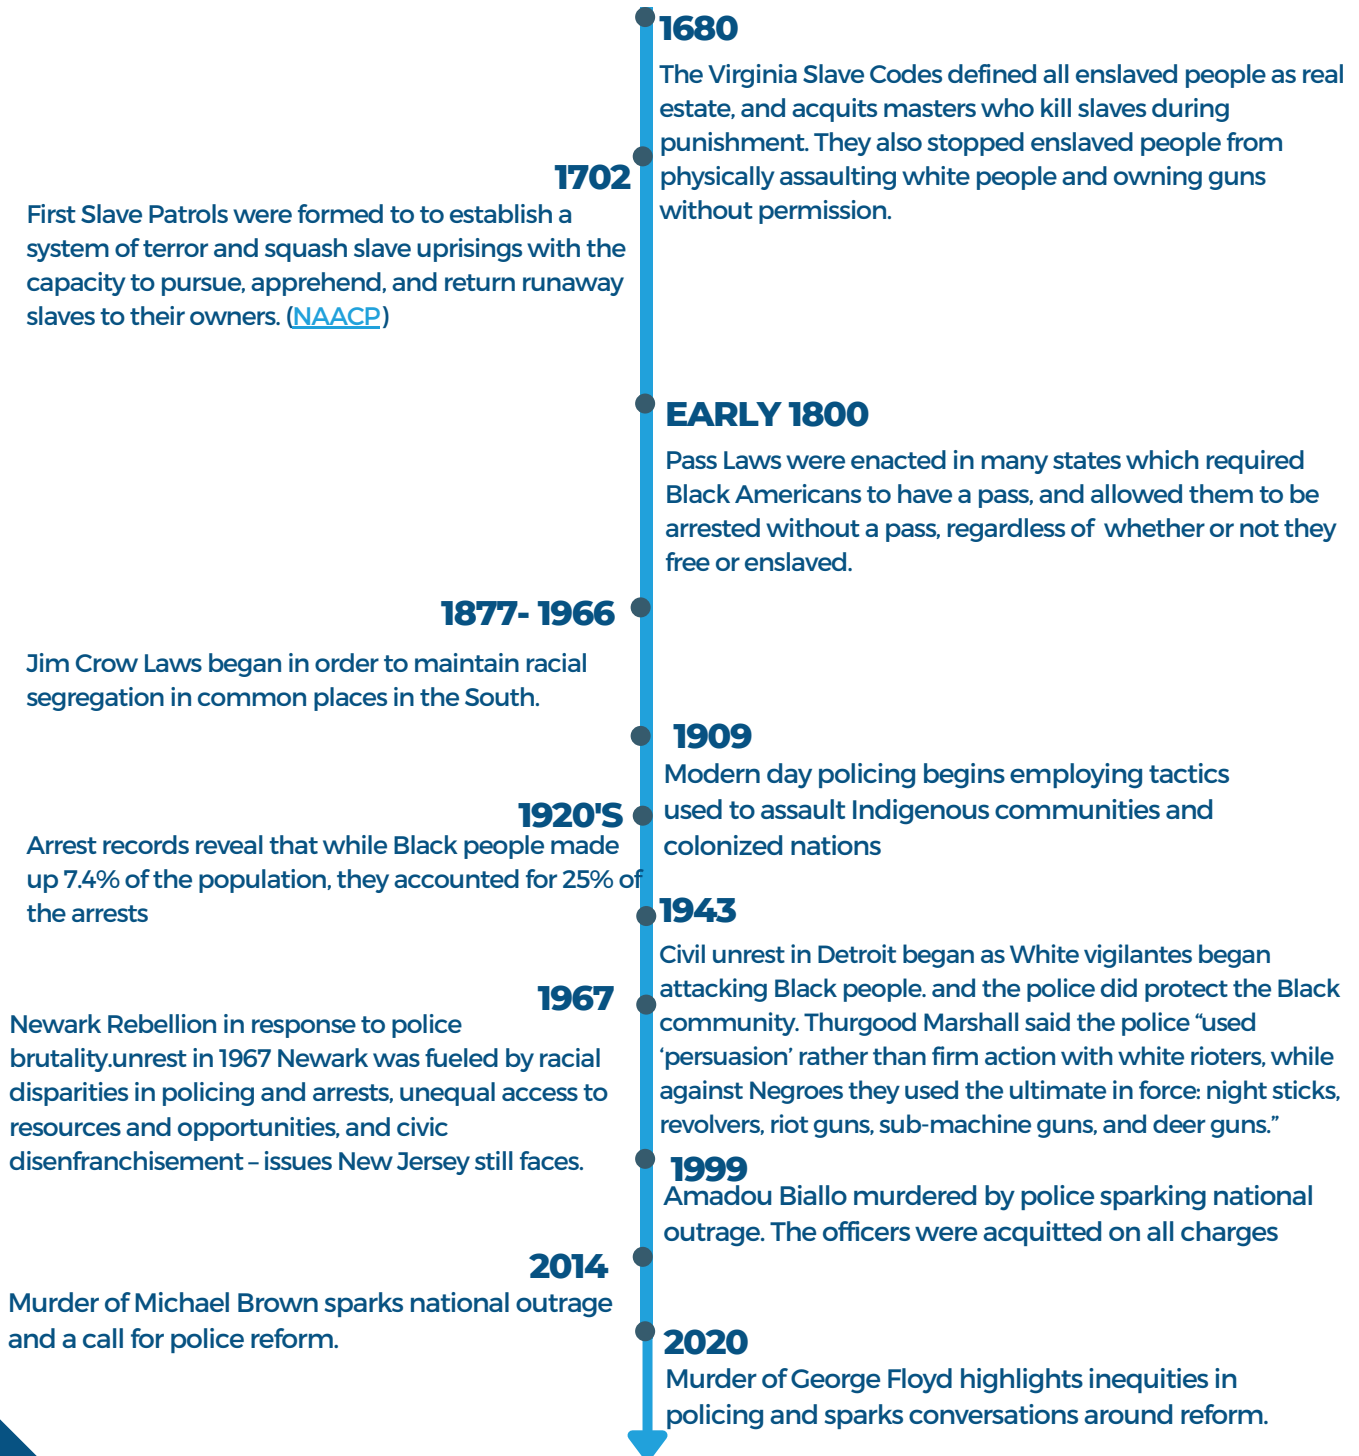 1680
The Virginia Slave Codes defined all enslaved people as real
estate, and acquits masters who kill slaves during
punishment. They also stopped enslaved people from
physically assaulting white people and owning guns
without permission.
1702
First Slave Patrols were formed to to establish a
system of terror and squash slave uprisings with the
capacity to pursue, apprehend, and return runaway
slaves to their owners. (NAACP)
EARLY 1800
Pass Laws were enacted in many states which required
Black Americans to have a pass, and allowed them to be
arrested without a pass, regardless of whether or not they
free or enslaved.
1877- 1966
Jim Crow Laws began in order to maintain racial
segregation in common places in the South.
1909
Modern day policing begins employing tactics
used to assault Indigenous communities and
colonized nations
1920'S
Arrest records reveal that while Black people made
up 7.4% of the population, they accounted for 25% of
the arrests
1943
Civil unrest in Detroit began as White vigilantes began
attacking Black people. and the police did protect the Black
community. Thurgood Marshall said the police “used
‘persuasion’ rather than firm action with white rioters, while
against Negroes they used the ultimate in force: night sticks,
revolvers, riot guns, sub-machine guns, and deer guns.”
1967
Newark Rebellion in response to police
brutality.unrest in 1967 Newark was fueled by racial
disparities in policing and arrests, unequal access to
resources and opportunities, and civic
disenfranchisement – issues New Jersey still faces.
1999
Amadou Biallo murdered by police sparking national
outrage. The officers were acquitted on all charges
2014
Murder of Michael Brown sparks national outrage
and a call for police reform.
2020
Murder of George Floyd highlights inequities in
policing and sparks conversations around reform.